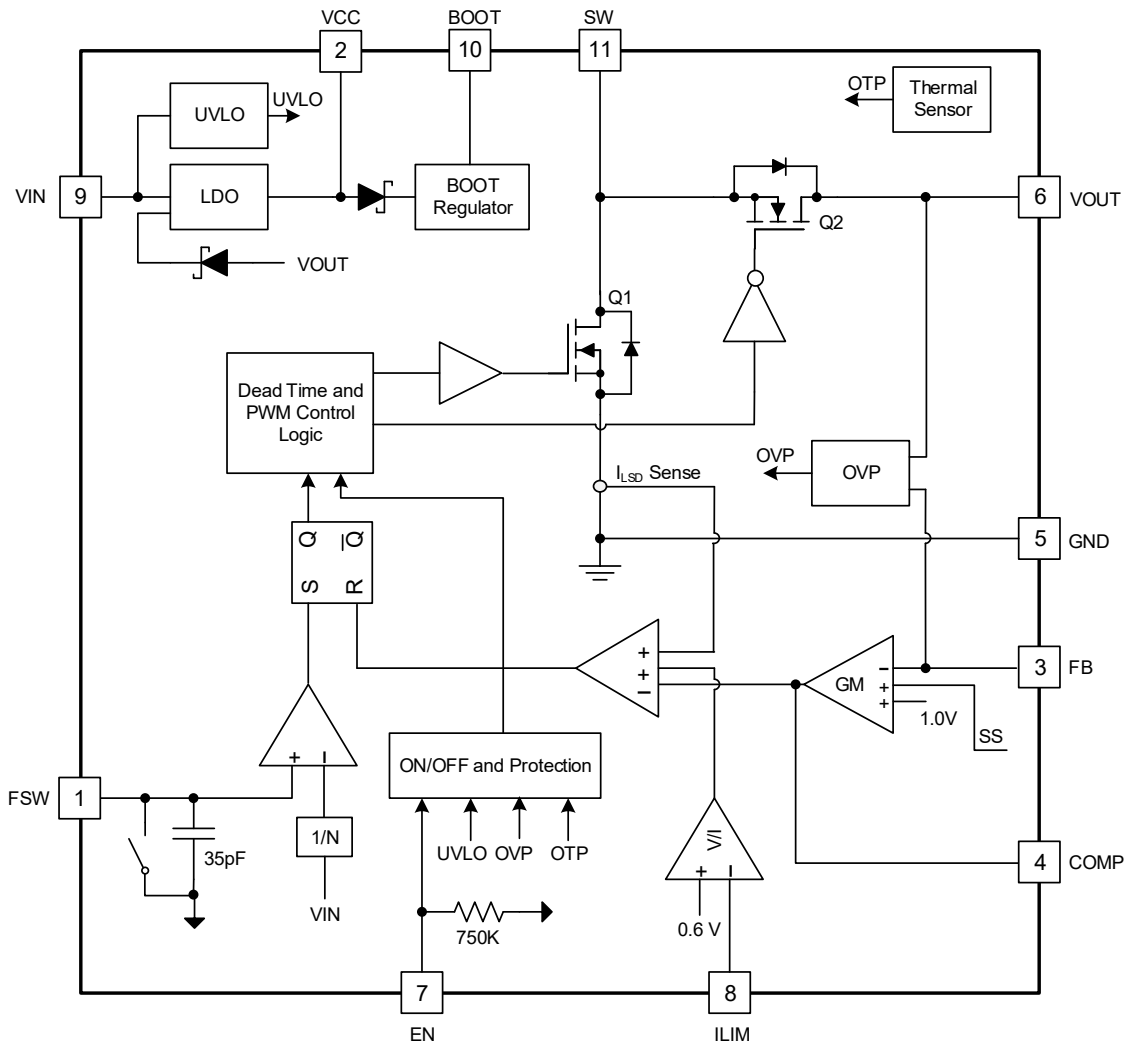 VCC
BOOT
SW
2
10
11
UVLO
UVLO
OTP
Thermal
Sensor
VIN
9
LDO
BOOT
Regulator
6
VOUT
Q2
VOUT
Q1
Dead Time and
PWM Control
Logic
OVP
OVP
ILSD Sense
Q
Q
S
R
5
GND
+
+
−
GM
−
+
+
1.0V
SS
3
FB
+
−
ON/OFF and Protection
FSW
1
35pF
1/N
VIN
UVLO
OVP
OTP
V/I
+
−
0.6 V
4
COMP
750K
7
8
EN
ILIM